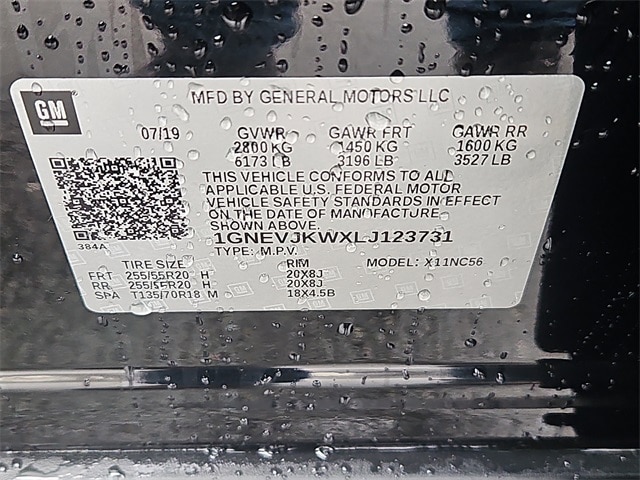 GM
MFD BY GENERAL MOTORS LLC
07/19 GVWR GAWR FRT GAWR RR
2800 KG 1450 KG 1600 KG
6173 LB 3196 LB 3527 LB
THIS VEHICLE CONFORMS TO ALL
APPLICABLE U.S. FEDERAL MOTOR
VEHICLE SAFETY STANDARDS IN EFFECT
ON THE DATE OF MANUFACTURE
SHOWN ABOVE.
384A
1GNEVJKWXLJ123731
TYPE: M.P.V. MODEL: X11NC56
TIRE SIZE RIM
FRT 255/55R20 H 20X8J
RR 255/55R20 H 20X8J
SPA T135/70R18 M 18X4.5B